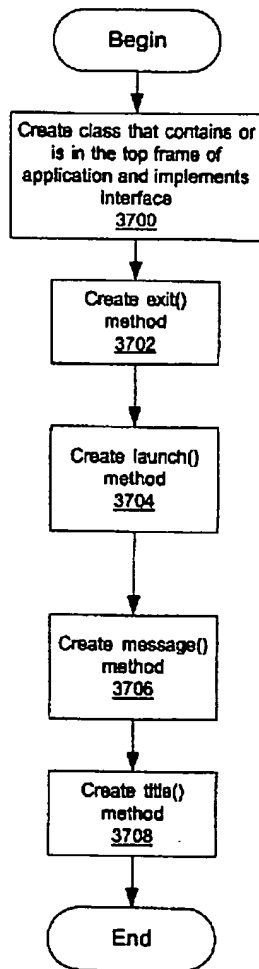 Begin
Create class that contains or
is in the top frame of
application and implements
interface
3700
Create exit()
method
3702
Create launch()
method
3704
Create message()
method
3706
Create title()
method
3708
End